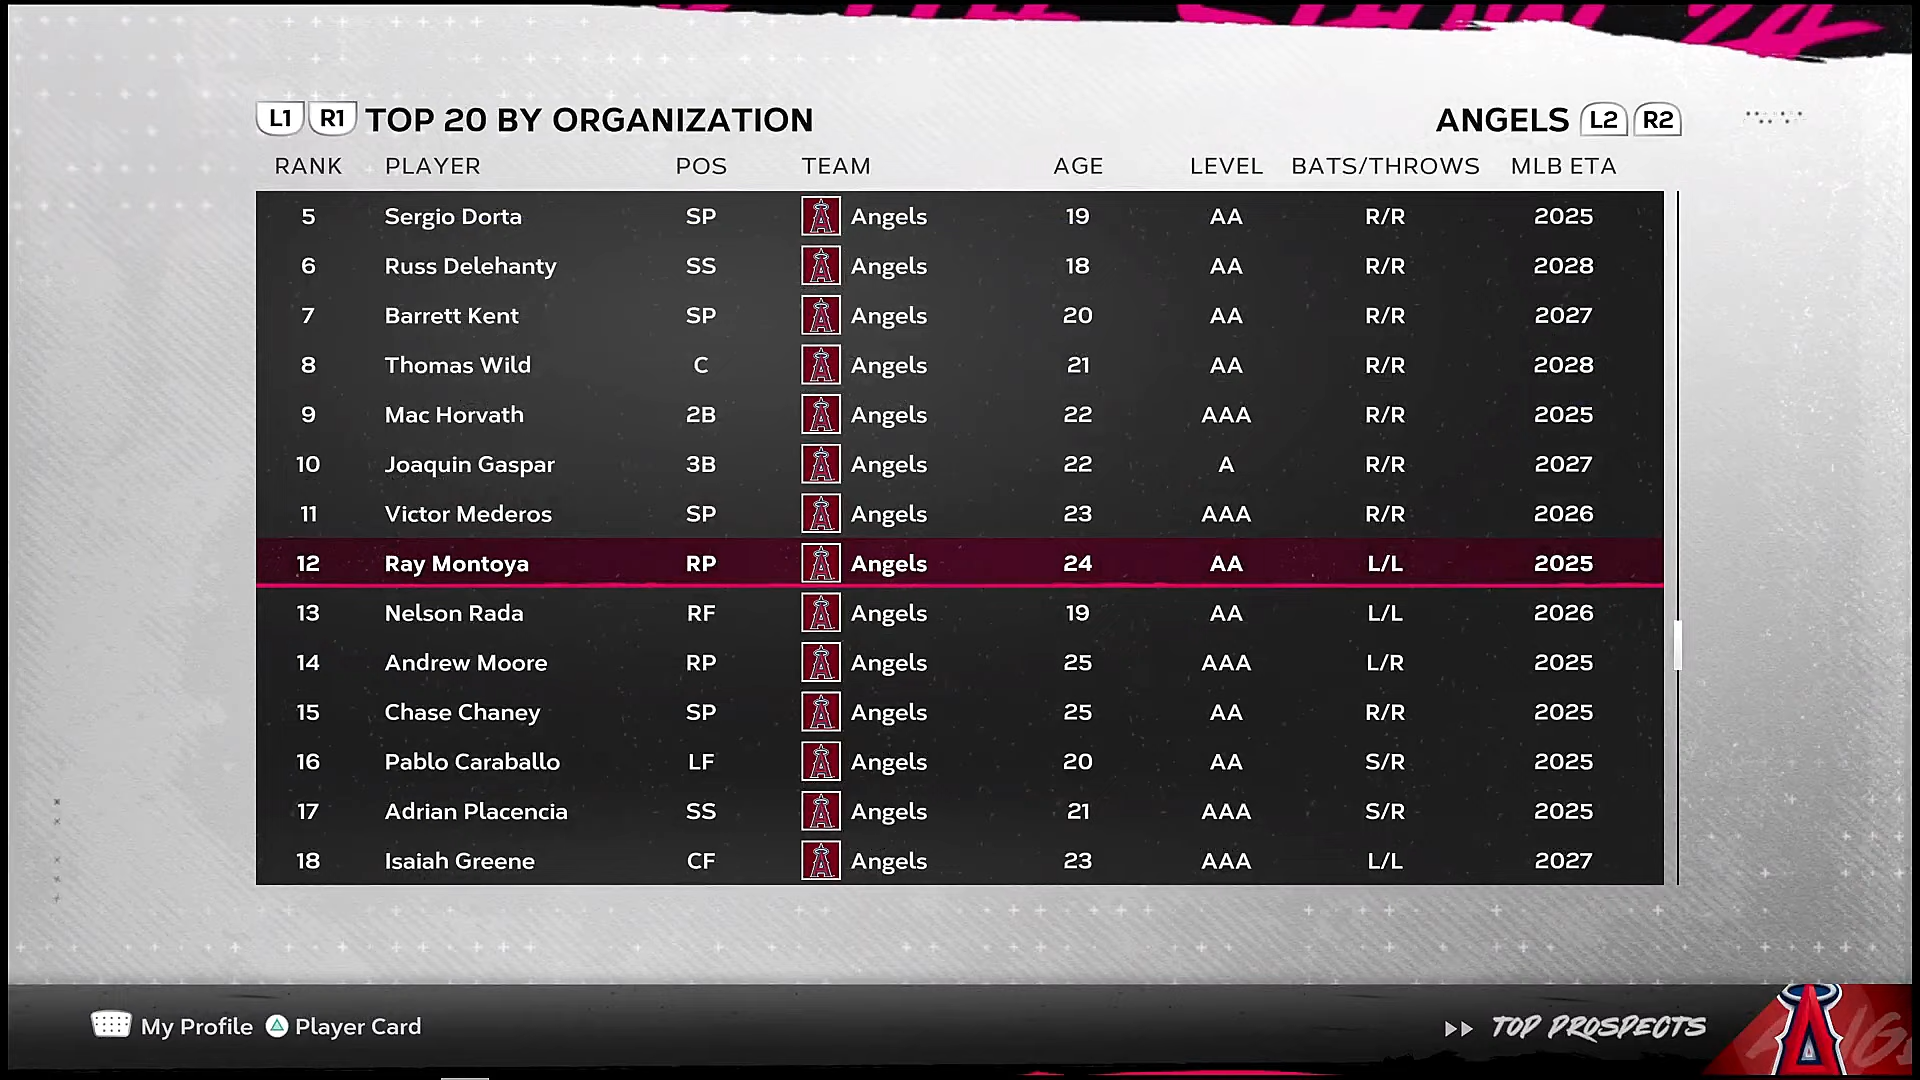 THE SHOW 24
L1 R1 TOP 20 BY ORGANIZATION ANGELS L2 R2
RANK PLAYER POS TEAM AGE LEVEL BATS/THROWS MLB ETA
5 Sergio Dorta SP Angels 19 AA R/R 2025
6 Russ Delehanty SS Angels 18 AA R/R 2028
7 Barrett Kent SP Angels 20 AA R/R 2027
8 Thomas Wild C Angels 21 AA R/R 2028
9 Mac Horvath 2B Angels 22 AAA R/R 2025
10 Joaquin Gaspar 3B Angels 22 A R/R 2027
11 Victor Mederos SP Angels 23 AAA R/R 2026
12 Ray Montoya RP Angels 24 AA L/L 2025
13 Nelson Rada RF Angels 19 AA L/L 2026
14 Andrew Moore RP Angels 25 AAA L/R 2025
15 Chase Chaney SP Angels 25 AA R/R 2025
16 Pablo Caraballo LF Angels 20 AA S/R 2025
17 Adrian Placencia SS Angels 21 AAA S/R 2025
18 Isaiah Greene CF Angels 23 AAA L/L 2027
My Profile Player Card TOP PROSPECTS